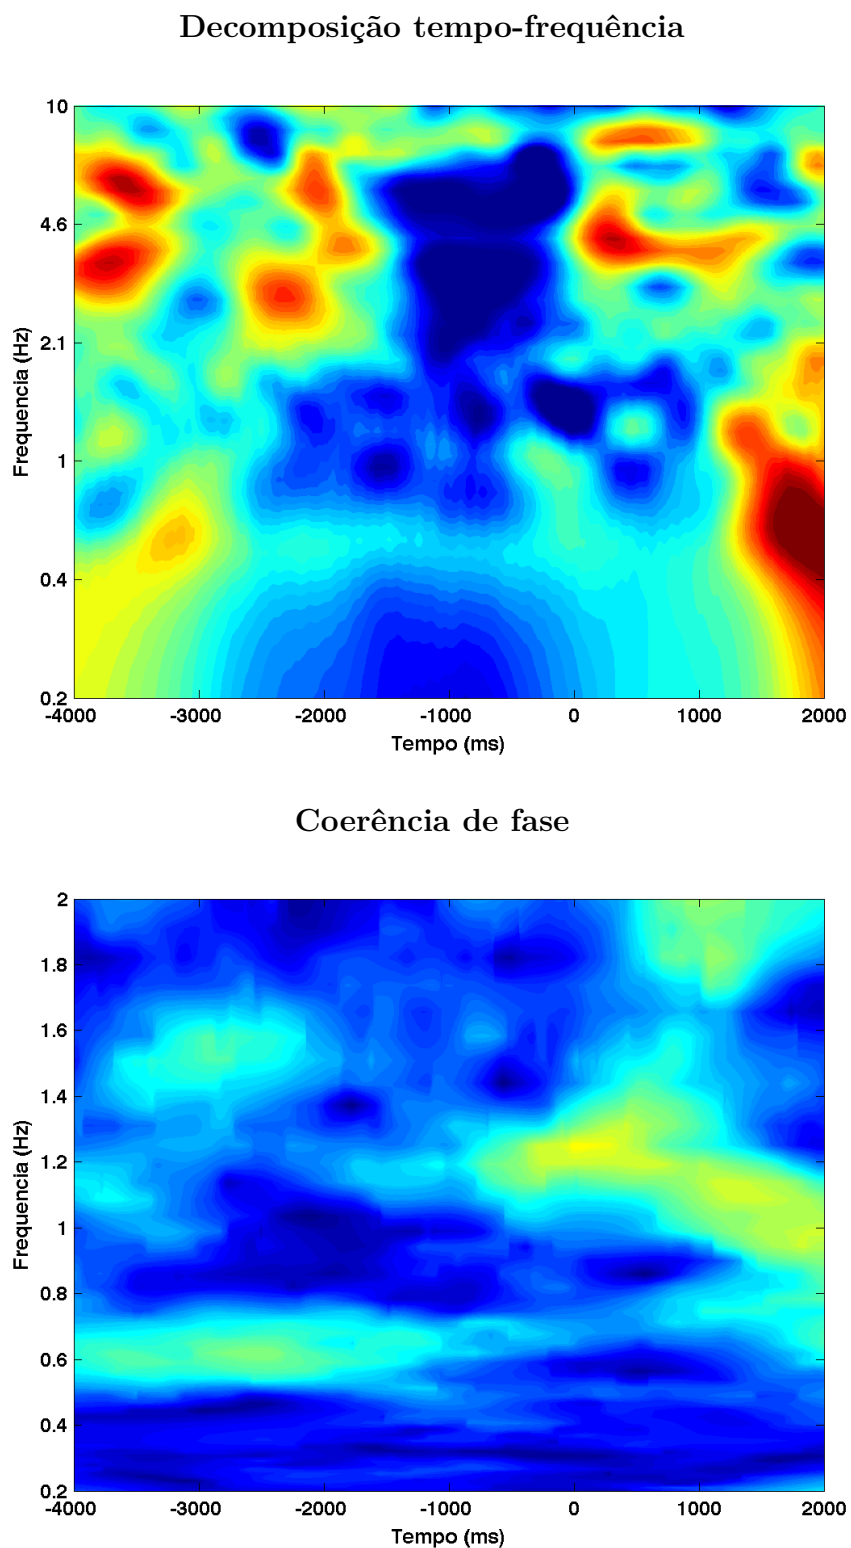 Decomposição tempo-frequência
10
4.6
2.1
1
0.4
0.2
Frequencia (Hz)
-4000 -3000 -2000 -1000 0 1000 2000
Tempo (ms)
Coerência de fase
2
1.8
1.6
1.4
1.2
1
0.8
0.6
0.4
0.2
Frequencia (Hz)
-4000 -3000 -2000 -1000 0 1000 2000
Tempo (ms)